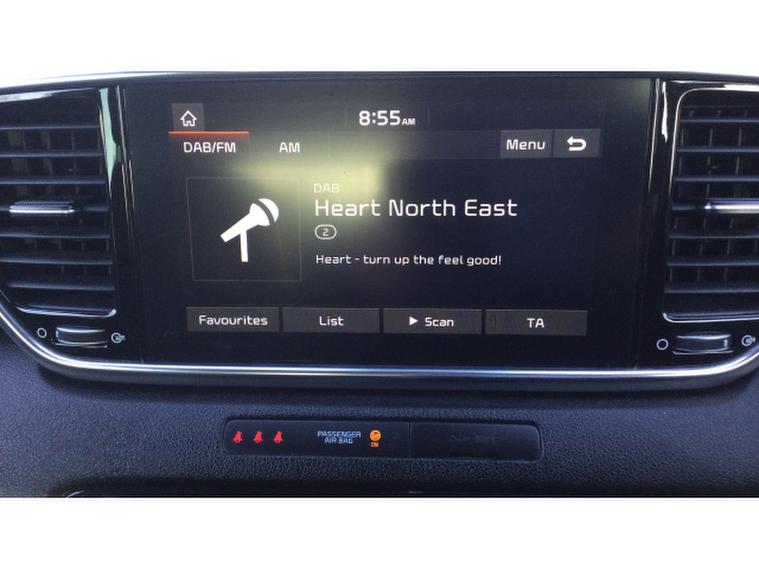 8:55AM
DAB/FM AM Menu
DAB
Heart North East
2
Heart - turn up the feel good!
Favourites List Scan TA
PASSENGER
AIR BAG
ON